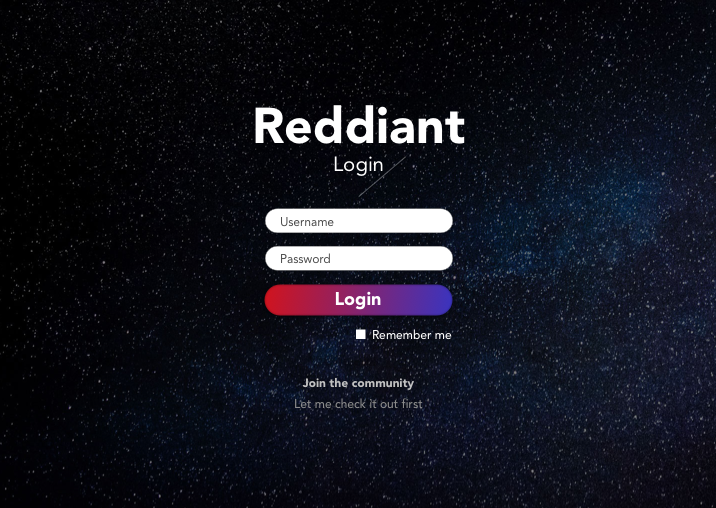 Reddiant
Login
Username
Password
Login
Remember me
Join the community
Let me check it out first